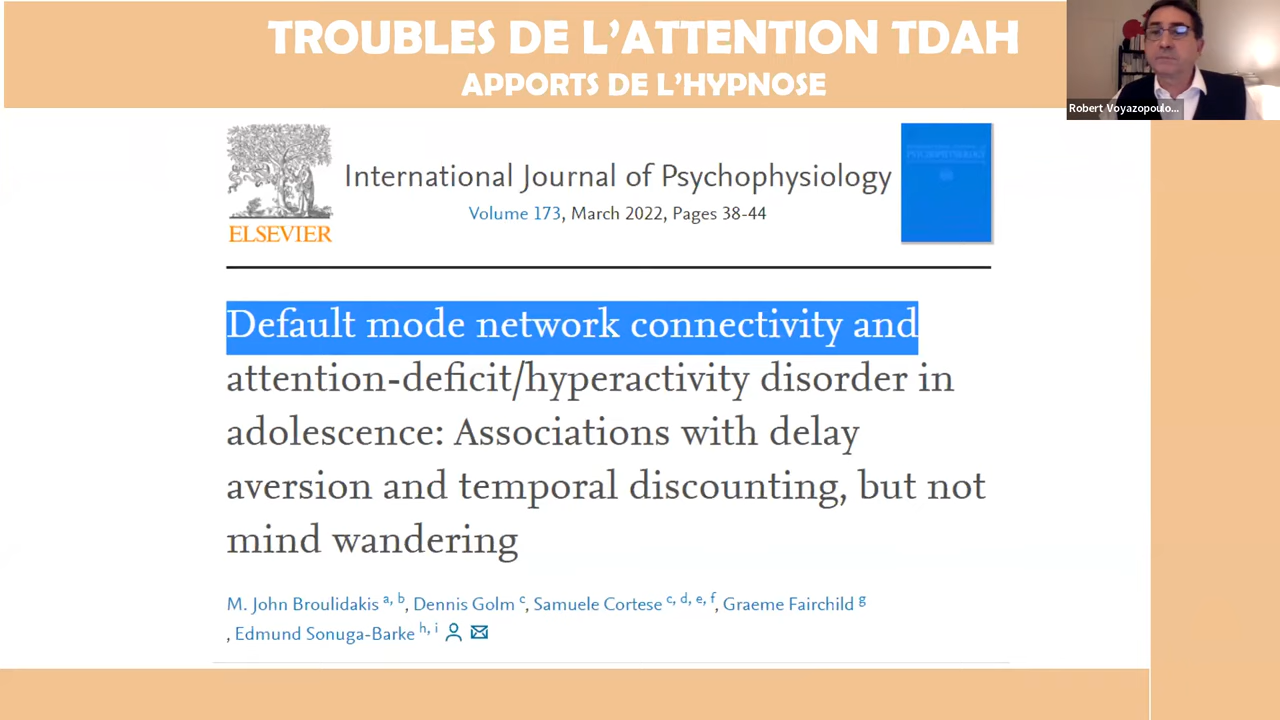 TROUBLES DE L’ATTENTION TDAH
APPORTS DE L’HYPNOSE
Robert Voyazopoulo...
ELSEVIER
International Journal of Psychophysiology
Volume 173, March 2022, Pages 38-44
PSYCHOPHYSIOLOGY
Default mode network connectivity and
attention-deficit/hyperactivity disorder in
adolescence: Associations with delay
aversion and temporal discounting, but not
mind wandering
M. John Broulidakis a, b, Dennis Golm c, Samuele Cortese c, d, e, f, Graeme Fairchild g
, Edmund Sonuga-Barke h, i